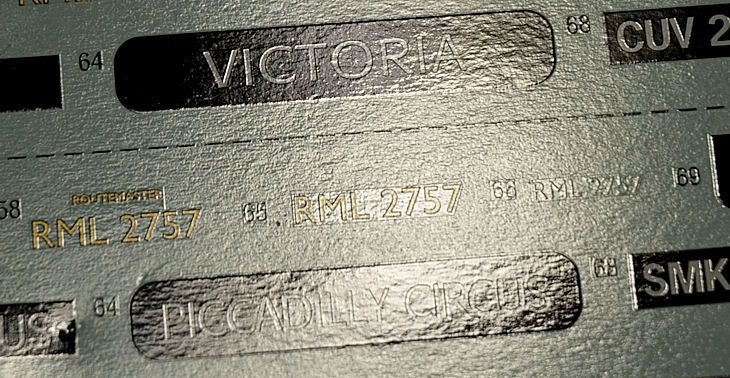 64 VICTORIA 68 CUV 2
ROUTEMASTER
58 RML 2757 65 RML 2757 66 RML 2757 69
64 PICCADILLY CIRCUS 68 SMK
US